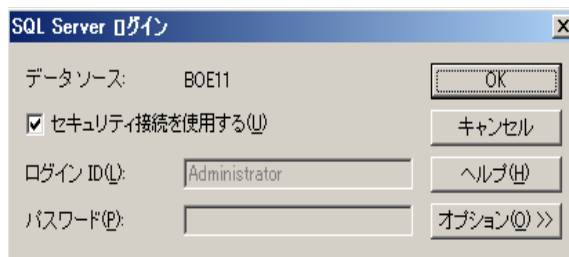 SQL Server ログイン
データ ソース: BOE11
OK
セキュリティ接続を使用する(U)
キャンセル
ログイン ID(L): Administrator
ヘルプ(H)
パスワード(P):
オプション(O) >>